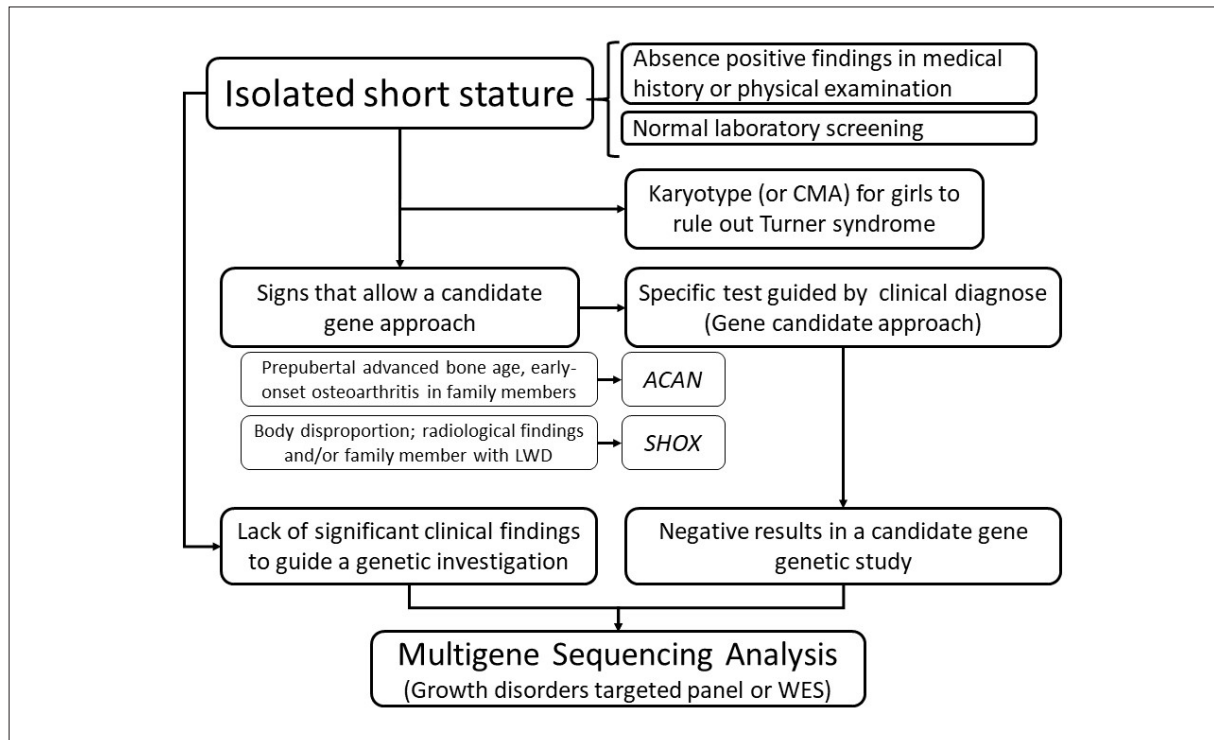 Isolated short stature
Absence positive findings in medical
history or physical examination
Normal laboratory screening
Karyotype (or CMA) for girls to
rule out Turner syndrome
Signs that allow a candidate
gene approach
Specific test guided by clinical diagnose
(Gene candidate approach)
Prepubertal advanced bone age, early-
onset osteoarthritis in family members
ACAN
Body disproportion; radiological findings
and/or family member with LWD
SHOX
Lack of significant clinical findings
to guide a genetic investigation
Negative results in a candidate gene
genetic study
Multigene Sequencing Analysis
(Growth disorders targeted panel or WES)